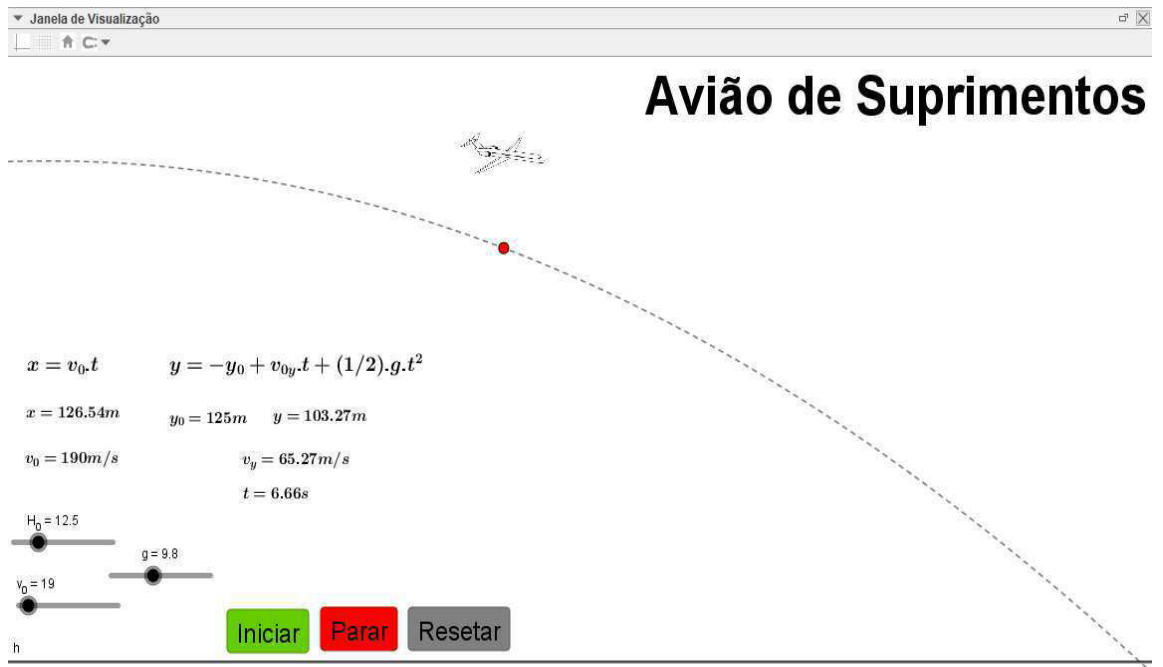 Janela de Visualização
Avião de Suprimentos
x = v₀.t
y = −y₀ + v₀y.t + (1/2).g.t²
x = 126.54m
y₀ = 125m
y = 103.27m
v₀ = 190m/s
vy = 65.27m/s
t = 6.66s
H₀ = 12.5
g = 9.8
v₀ = 19
Iniciar
Parar
Resetar
h